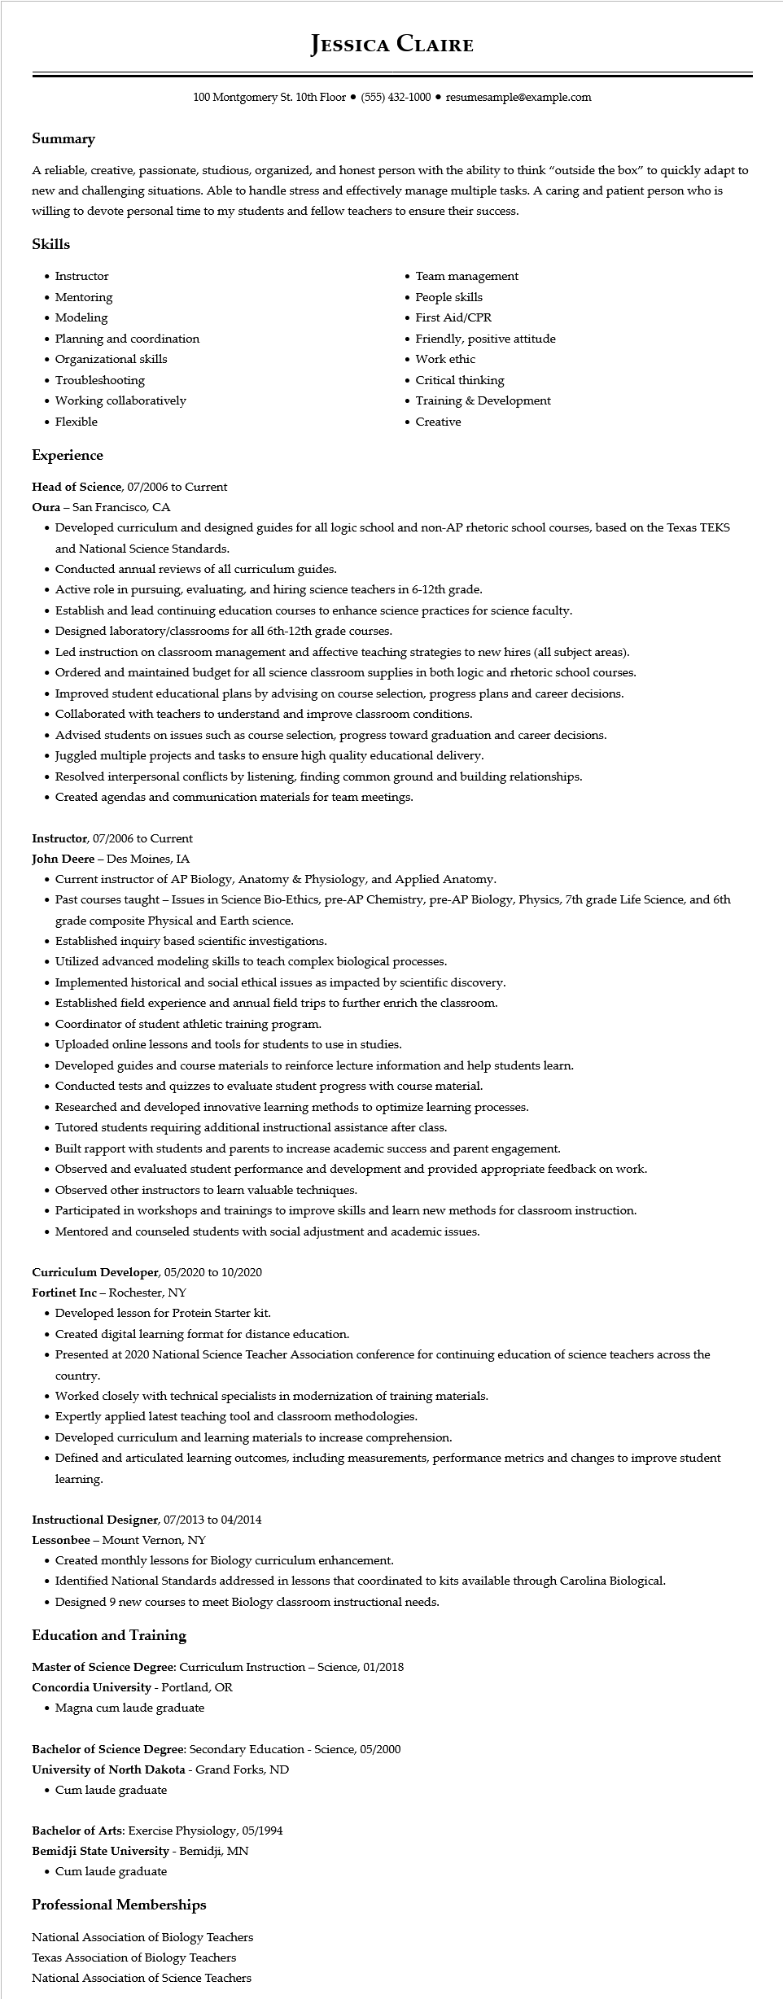 Jessica Claire
100 Montgomery St. 10th Floor ● (555) 432-1000 ● resumesample@example.com
Summary
A reliable, creative, passionate, studious, organized, and honest person with the ability to think “outside the box” to quickly adapt to
new and challenging situations. Able to handle stress and effectively manage multiple tasks. A caring and patient person who is
willing to devote personal time to my students and fellow teachers to ensure their success.
Skills
• Instructor
• Mentoring
• Modeling
• Planning and coordination
• Organizational skills
• Troubleshooting
• Working collaboratively
• Flexible
• Team management
• People skills
• First Aid/CPR
• Friendly, positive attitude
• Work ethic
• Critical thinking
• Training & Development
• Creative
Experience
Head of Science, 07/2006 to Current
Oura – San Francisco, CA
• Developed curriculum and designed guides for all logic school and non-AP rhetoric school courses, based on the Texas TEKS
and National Science Standards.
• Conducted annual reviews of all curriculum guides.
• Active role in pursuing, evaluating, and hiring science teachers in 6-12th grade.
• Establish and lead continuing education courses to enhance science practices for science faculty.
• Designed laboratory/classrooms for all 6th-12th grade courses.
• Led instruction on classroom management and affective teaching strategies to new hires (all subject areas).
• Ordered and maintained budget for all science classroom supplies in both logic and rhetoric school courses.
• Improved student educational plans by advising on course selection, progress plans and career decisions.
• Collaborated with teachers to understand and improve classroom conditions.
• Advised students on issues such as course selection, progress toward graduation and career decisions.
• Juggled multiple projects and tasks to ensure high quality educational delivery.
• Resolved interpersonal conflicts by listening, finding common ground and building relationships.
• Created agendas and communication materials for team meetings.
Instructor, 07/2006 to Current
John Deere – Des Moines, IA
• Current instructor of AP Biology, Anatomy & Physiology, and Applied Anatomy.
• Past courses taught – Issues in Science Bio-Ethics, pre-AP Chemistry, pre-AP Biology, Physics, 7th grade Life Science, and 6th
grade composite Physical and Earth science.
• Established inquiry based scientific investigations.
• Utilized advanced modeling skills to teach complex biological processes.
• Implemented historical and social ethical issues as impacted by scientific discovery.
• Established field experience and annual field trips to further enrich the classroom.
• Coordinator of student athletic training program.
• Uploaded online lessons and tools for students to use in studies.
• Developed guides and course materials to reinforce lecture information and help students learn.
• Conducted tests and quizzes to evaluate student progress with course material.
• Researched and developed innovative learning methods to optimize learning processes.
• Tutored students requiring additional instructional assistance after class.
• Built rapport with students and parents to increase academic success and parent engagement.
• Observed and evaluated student performance and development and provided appropriate feedback on work.
• Observed other instructors to learn valuable techniques.
• Participated in workshops and trainings to improve skills and learn new methods for classroom instruction.
• Mentored and counseled students with social adjustment and academic issues.
Curriculum Developer, 05/2020 to 10/2020
Fortinet Inc – Rochester, NY
• Developed lesson for Protein Starter kit.
• Created digital learning format for distance education.
• Presented at 2020 National Science Teacher Association conference for continuing education of science teachers across the
country.
• Worked closely with technical specialists in modernization of training materials.
• Expertly applied latest teaching tool and classroom methodologies.
• Developed curriculum and learning materials to increase comprehension.
• Defined and articulated learning outcomes, including measurements, performance metrics and changes to improve student
learning.
Instructional Designer, 07/2013 to 04/2014
Lessonbee – Mount Vernon, NY
• Created monthly lessons for Biology curriculum enhancement.
• Identified National Standards addressed in lessons that coordinated to kits available through Carolina Biological.
• Designed 9 new courses to meet Biology classroom instructional needs.
Education and Training
Master of Science Degree: Curriculum Instruction – Science, 01/2018
Concordia University - Portland, OR
• Magna cum laude graduate
Bachelor of Science Degree: Secondary Education - Science, 05/2000
University of North Dakota - Grand Forks, ND
• Cum laude graduate
Bachelor of Arts: Exercise Physiology, 05/1994
Bemidji State University - Bemidji, MN
• Cum laude graduate
Professional Memberships
National Association of Biology Teachers
Texas Association of Biology Teachers
National Association of Science Teachers